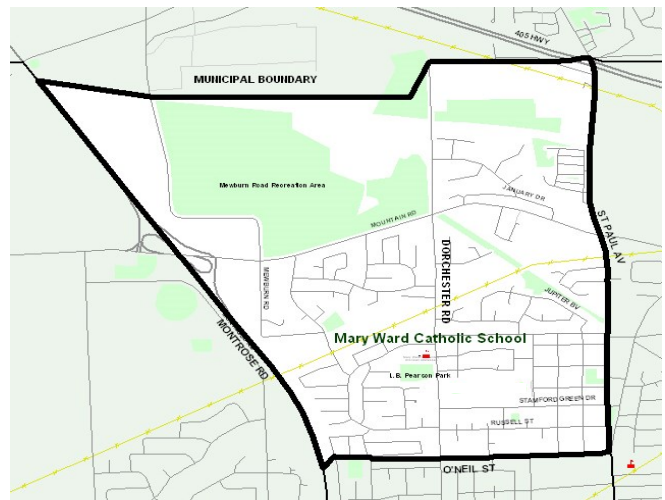 405 HWY
MUNICIPAL BOUNDARY
Mewburn Road Recreation Area
JANUARY DR
MOUNTAIN RD
ST PAUL AV
DORCHESTER RD
MEWBURN RD
JUPITER BV
MONTROSE RD
Mary Ward Catholic School
L.B. Pearson Park
STAMFORD GREEN DR
RUSSELL ST
O'NEIL ST